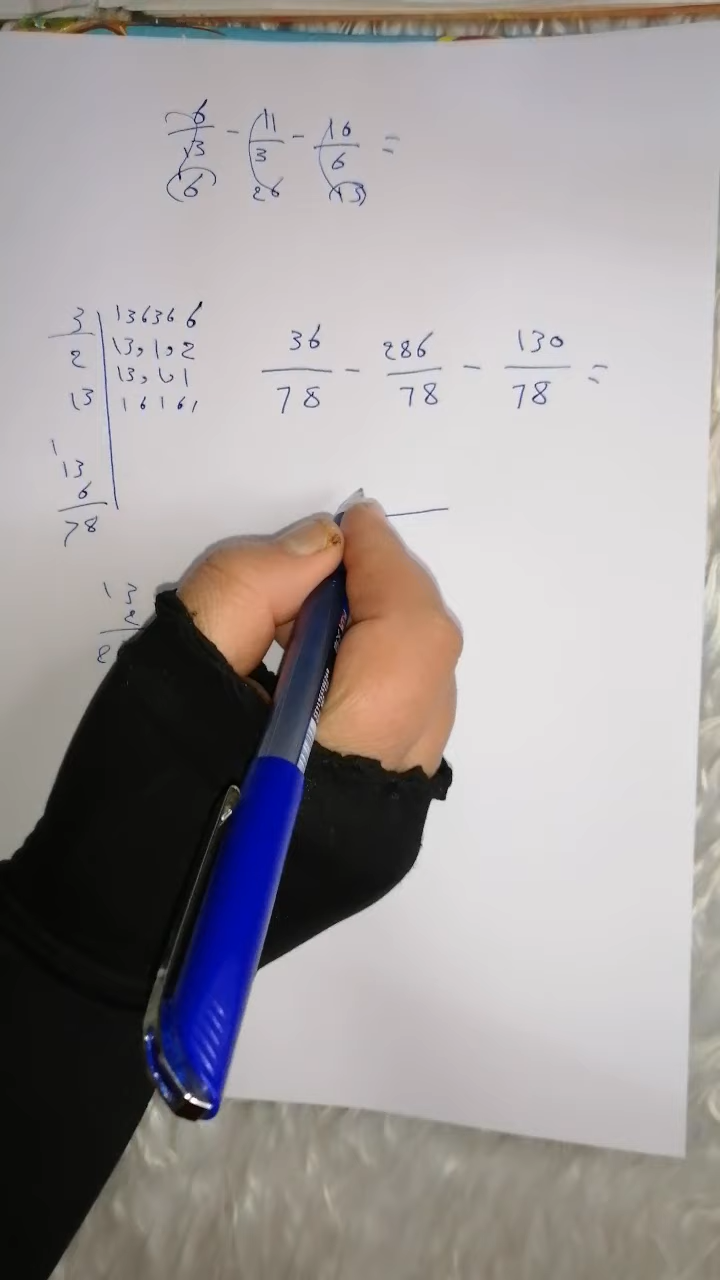 6/13 - 11/3 - 16/6 =
(6) 26 (13)
3 | 13 6 3 6 6
2 | 13, 1, 2
13 | 13, 1, 1
1 6 1 6 1
36/78 - 286/78 - 130/78 =
1
13
6
78
13
2
8